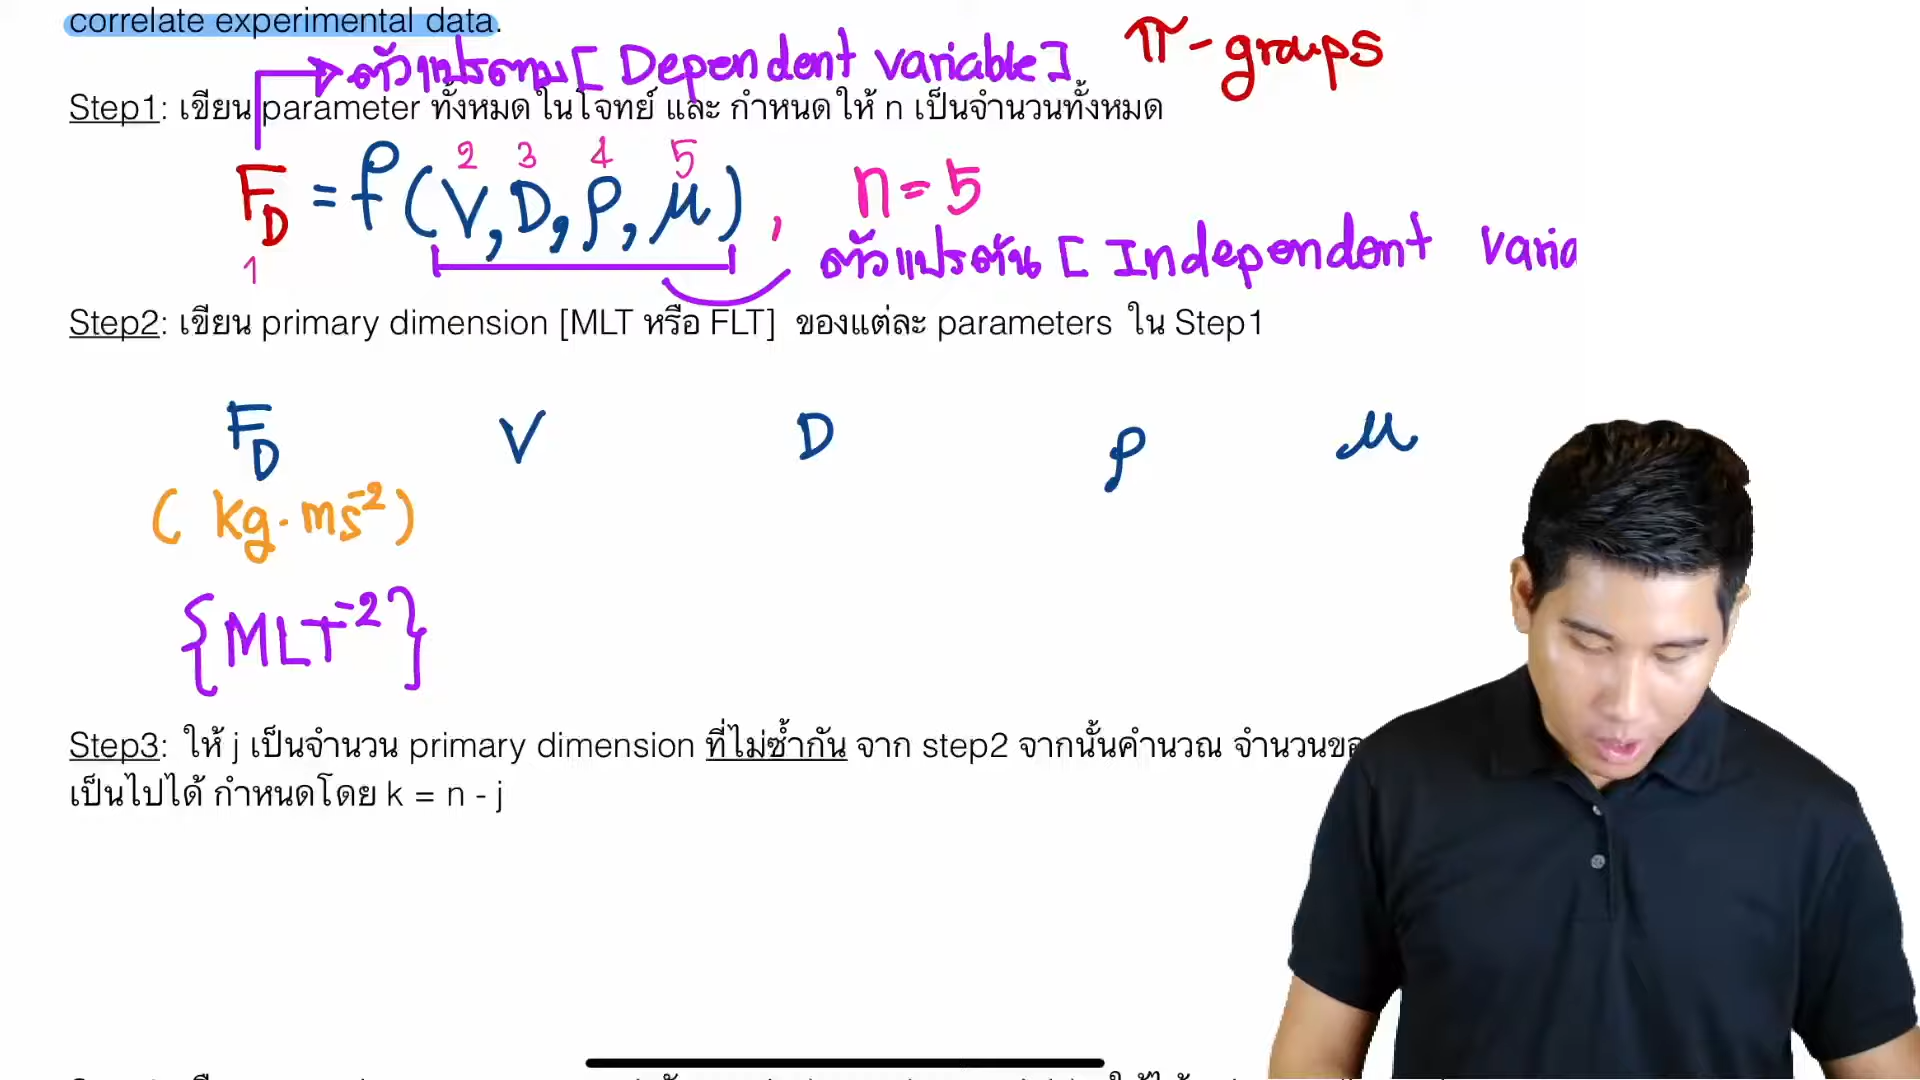 correlate experimental data.
π-groups
ตัวแปรตาม [Dependent variable]
Step1: เขียน parameter ทั้งหมดในโจทย์ และ กำหนดให้ n เป็นจำนวนทั้งหมด
2 3 4 5
F_D = f(V, D, ρ, μ), n = 5
1
ตัวแปรต้น [Independent varia
Step2: เขียน primary dimension [MLT หรือ FLT] ของแต่ละ parameters ใน Step1
F_D V D ρ μ
(kg·ms⁻²)
{MLT⁻²}
Step3: ให้ j เป็นจำนวน primary dimension ที่ไม่ซ้ำกัน จาก step2 จากนั้นคำนวณ จำนวนขอ
เป็นไปได้ กำหนดโดย k = n - j